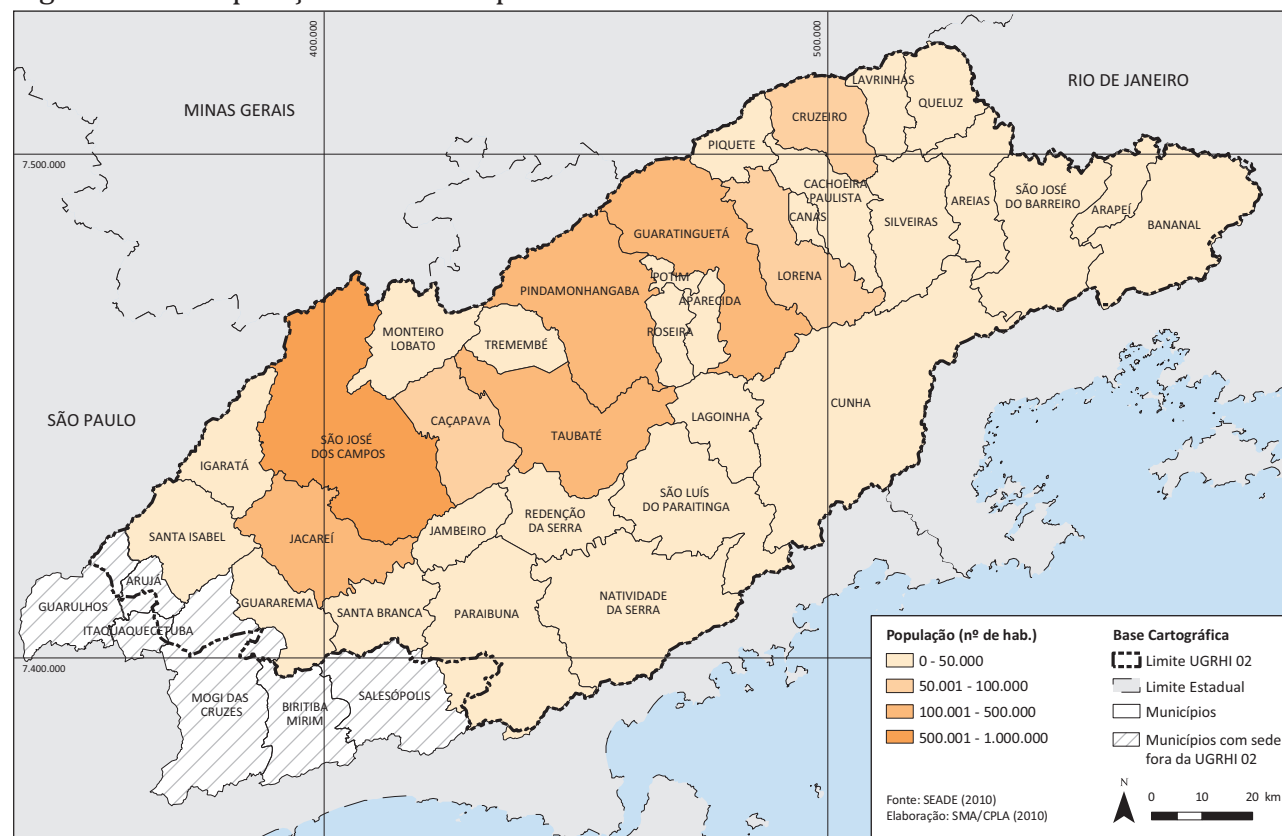 400.000
500.000
MINAS GERAIS
RIO DE JANEIRO
LAVRINHAS
QUELUZ
CRUZEIRO
PIQUETE
7.500.000
CACHOEIRA
PAULISTA
CANAS
SILVEIRAS
AREIAS
SÃO JOSÉ
DO BARREIRO
ARAPEÍ
BANANAL
GUARATINGUETÁ
LORENA
POTIM
PINDAMONHANGABA
APARECIDA
ROSEIRA
MONTEIRO
LOBATO
TREMEMBÉ
CUNHA
LAGOINHA
SÃO PAULO
CAÇAPAVA
TAUBATÉ
SÃO JOSÉ
DOS CAMPOS
IGARATÁ
SÃO LUÍS
DO PARAITINGA
REDENÇÃO
DA SERRA
JAMBEIRO
SANTA ISABEL
JACAREÍ
ARUJÁ
GUARULHOS
GUARAREMA
SANTA BRANCA
PARAIBUNA
NATIVIDADE
DA SERRA
ITAQUAQUECETUBA
7.400.000
MOGI DAS
CRUZES
BIRITIBA
MIRIM
SALESÓPOLIS
População (nº de hab.)
0 - 50.000
50.001 - 100.000
100.001 - 500.000
500.001 - 1.000.000
Base Cartográfica
Limite UGRHI 02
Limite Estadual
Municípios
Municípios com sede
fora da UGRHI 02
Fonte: SEADE (2010)
Elaboração: SMA/CPLA (2010)
N
0 10 20 km